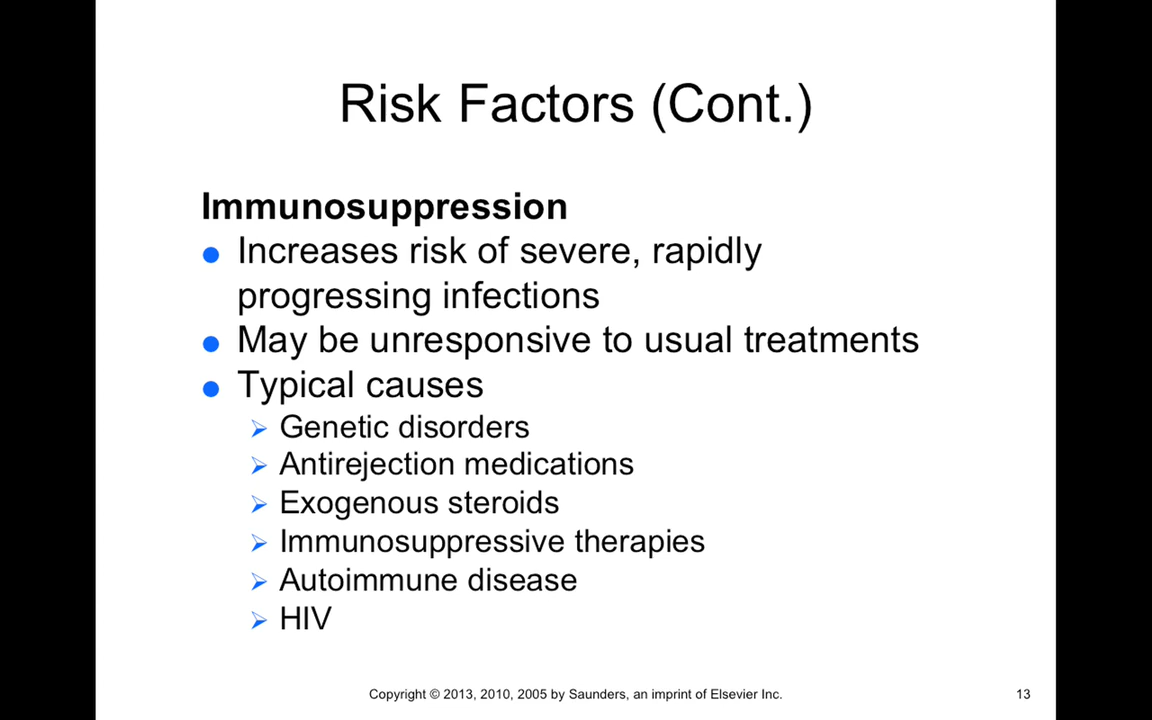 Risk Factors (Cont.)
Immunosuppression
● Increases risk of severe, rapidly
progressing infections
● May be unresponsive to usual treatments
● Typical causes
➢ Genetic disorders
➢ Antirejection medications
➢ Exogenous steroids
➢ Immunosuppressive therapies
➢ Autoimmune disease
➢ HIV
Copyright © 2013, 2010, 2005 by Saunders, an imprint of Elsevier Inc. 13